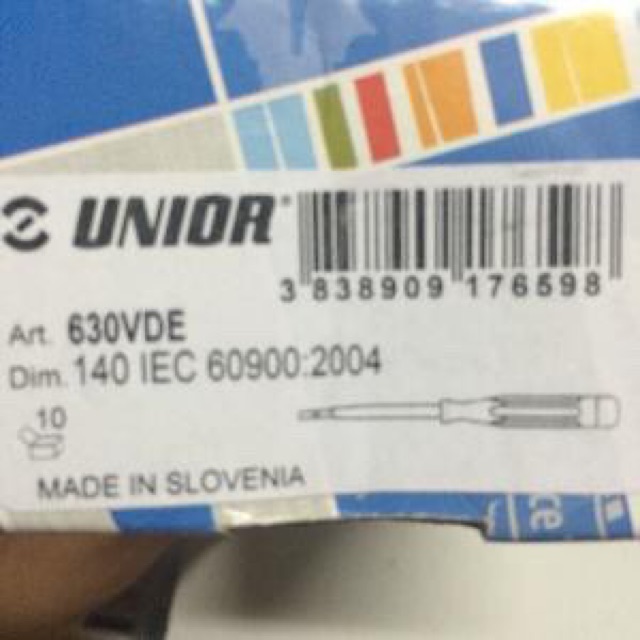 UNIOR®
3 838909 176598
Art. 630VDE
Dim. 140 IEC 60900:2004
10
MADE IN SLOVENIA